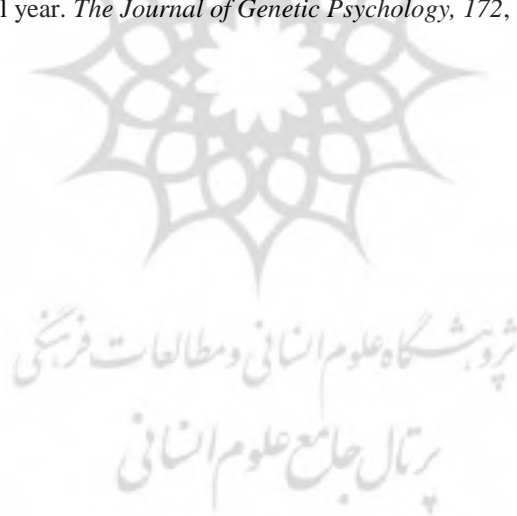 l year. The Journal of Genetic Psychology, 172,
پژوهشگاه علوم انسانی و مطالعات فرهنگی
پرتال جامع علوم انسانی